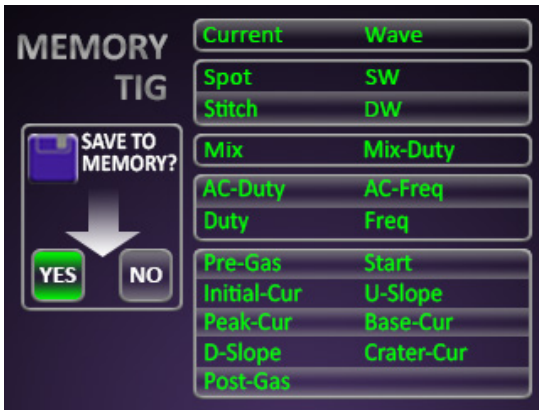 MEMORY
TIG
SAVE TO
MEMORY?
YES NO
Current Wave
Spot SW
Stitch DW
Mix Mix-Duty
AC-Duty AC-Freq
Duty Freq
Pre-Gas Start
Initial-Cur U-Slope
Peak-Cur Base-Cur
D-Slope Crater-Cur
Post-Gas